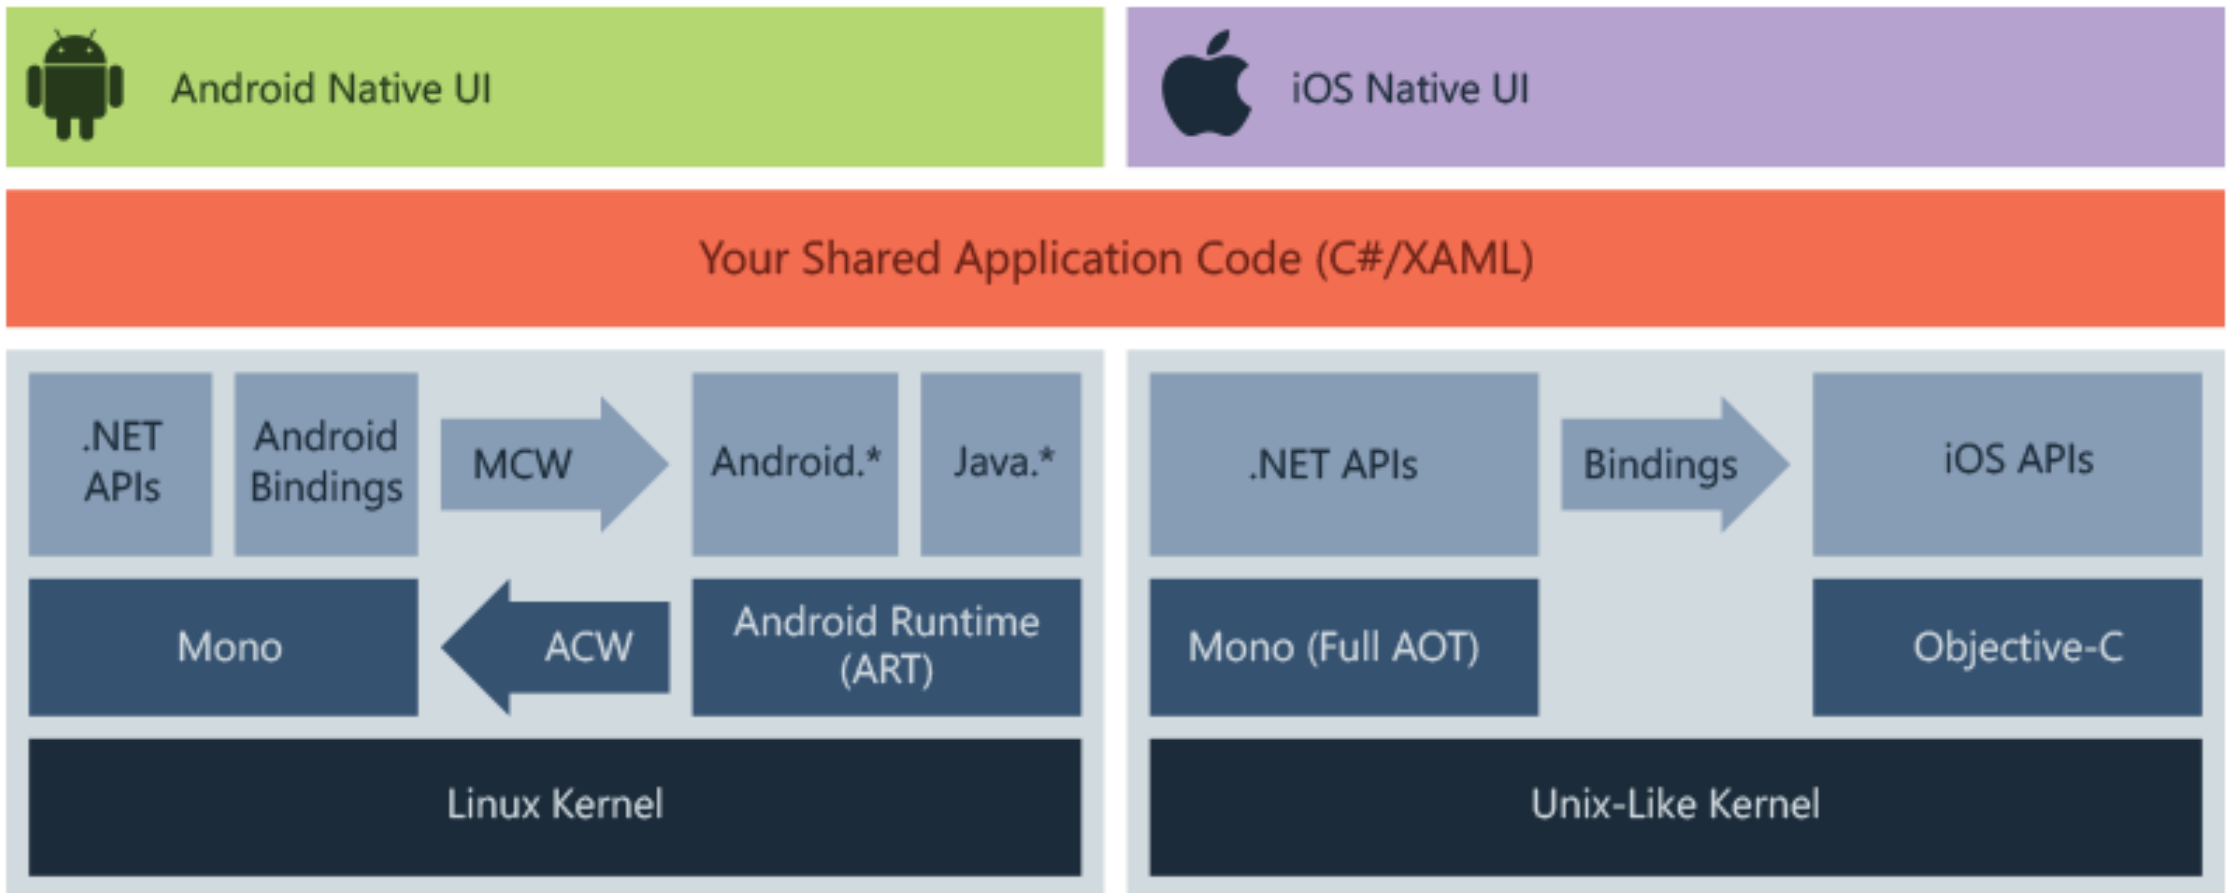 Android Native UI
iOS Native UI
Your Shared Application Code (C#/XAML)
.NET
APIs
Android
Bindings
MCW
Android.*
Java.*
Mono
ACW
Android Runtime
(ART)
Linux Kernel
.NET APIs
Bindings
iOS APIs
Mono (Full AOT)
Objective-C
Unix-Like Kernel